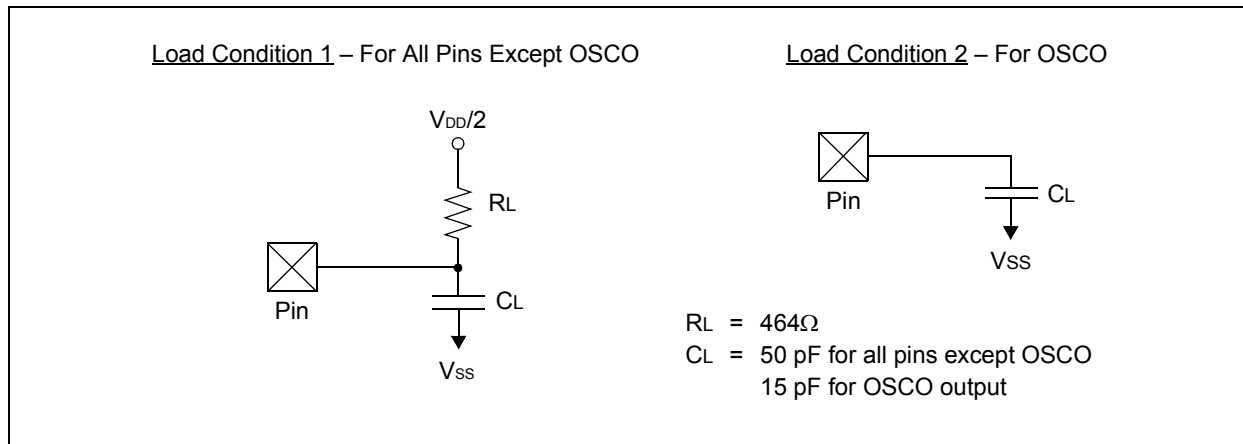 Load Condition 1 – For All Pins Except OSCO
VDD/2
RL
Pin
CL
VSS
Load Condition 2 – For OSCO
Pin
CL
VSS
RL = 464Ω
CL = 50 pF for all pins except OSCO
15 pF for OSCO output